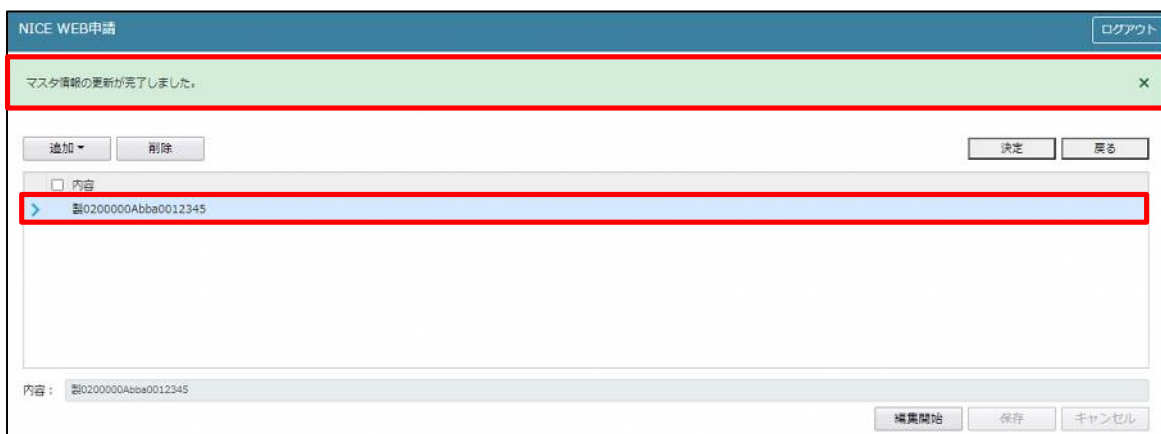 NICE WEB申請 ログアウト
マスタ情報の更新が完了しました。 ×
追加▼ 削除 決定 戻る
内容
製0200000Abba0012345
内容: 製0200000Abba0012345
編集開始 保存 キャンセル